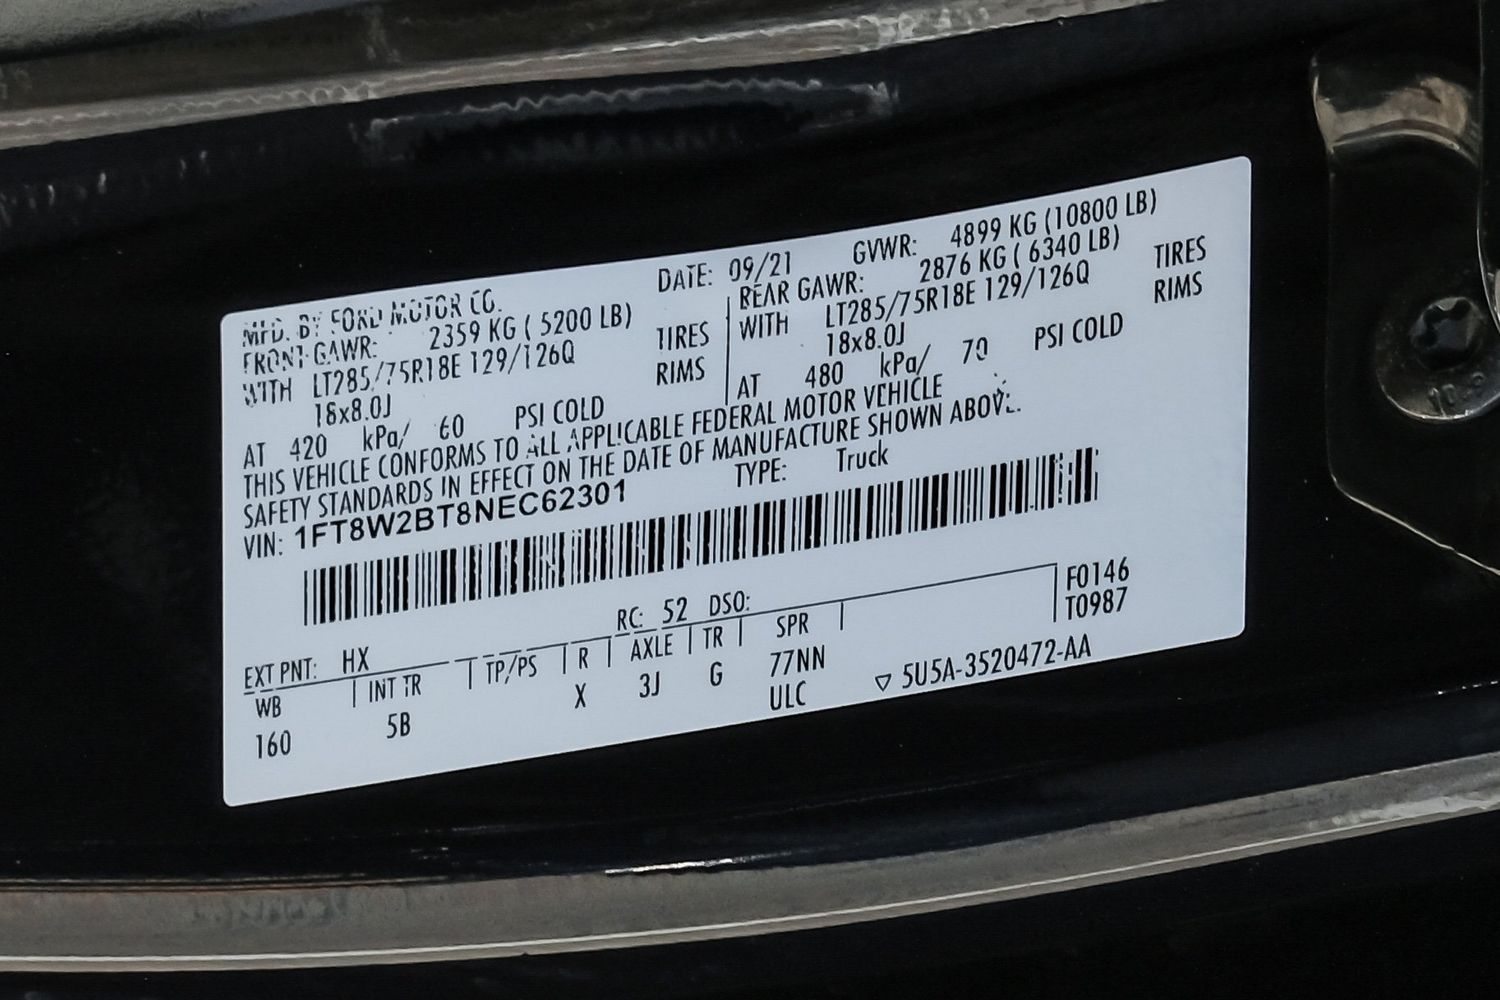 MFD. BY FORD MOTOR CO.
DATE: 09/21
GVWR: 4899 KG (10800 LB)
FRONT GAWR: 2359 KG ( 5200 LB)
WITH LT285/75R18E 129/126Q TIRES
18x8.0J RIMS
AT 420 kPa/ 60 PSI COLD
REAR GAWR: 2876 KG ( 6340 LB)
WITH LT285/75R18E 129/126Q TIRES
18x8.0J RIMS
AT 480 kPa/ 70 PSI COLD
THIS VEHICLE CONFORMS TO ALL APPLICABLE FEDERAL MOTOR VEHICLE
SAFETY STANDARDS IN EFFECT ON THE DATE OF MANUFACTURE SHOWN ABOVE.
VIN: 1FT8W2BT8NEC62301
TYPE: Truck
F0146
T0987
EXT PNT: HX RC: 52 DSO:
WB INT TR TP/PS R AXLE TR SPR
160 5B X 3J G 77NN
ULC
▽ 5U5A-3520472-AA